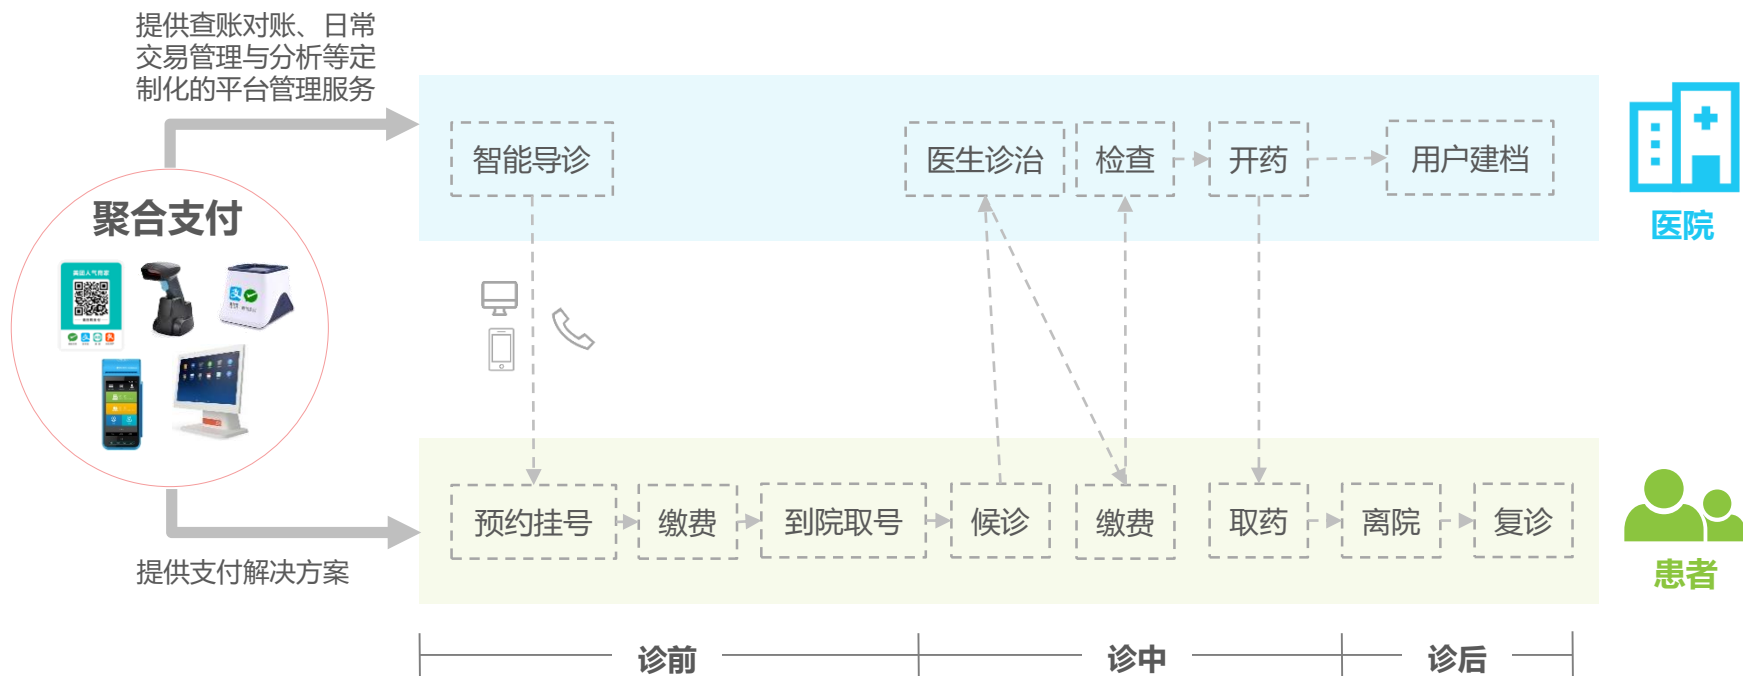 提供查账对账、日常
交易管理与分析等定
制化的平台管理服务
聚合支付
提供支付解决方案
智能导诊
医生诊治
检查
开药
用户建档
医院
预约挂号
缴费
到院取号
候诊
缴费
取药
离院
复诊
患者
诊前
诊中
诊后